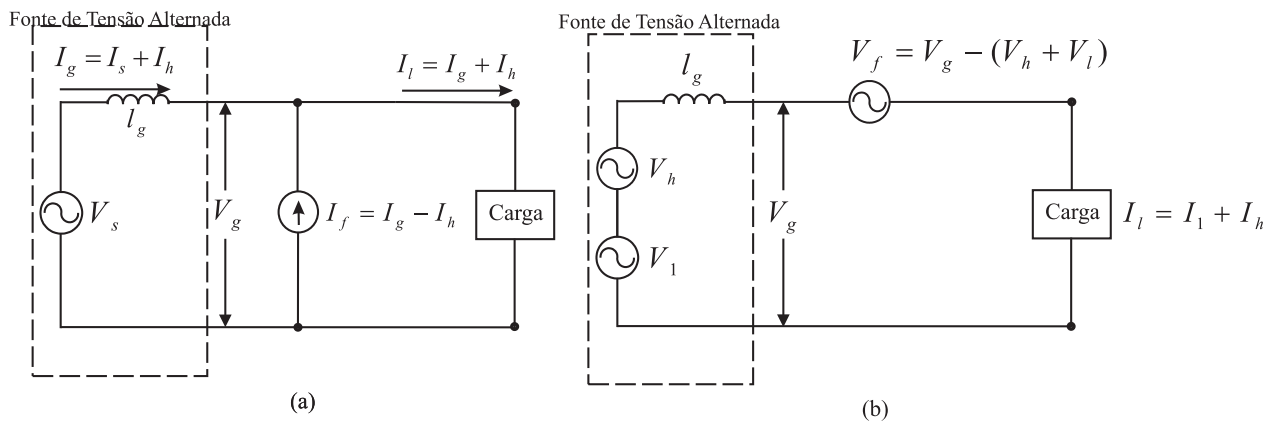 Fonte de Tensão Alternada
I_g = I_s + I_h
I_l = I_g + I_h
l_g
V_s
V_g
I_f = I_g − I_h
Carga
(a)
Fonte de Tensão Alternada
V_f = V_g − (V_h + V_l)
l_g
V_h
V_g
V_1
Carga
I_l = I_1 + I_h
(b)